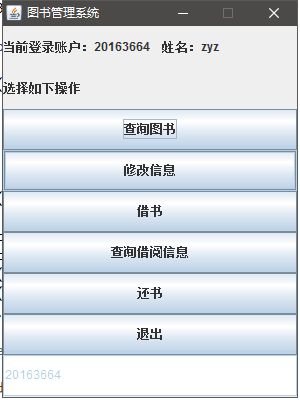 图书管理系统
当前登录账户：20163664 姓名：zyz
选择如下操作
查询图书
修改信息
借书
查询借阅信息
还书
退出
20163664